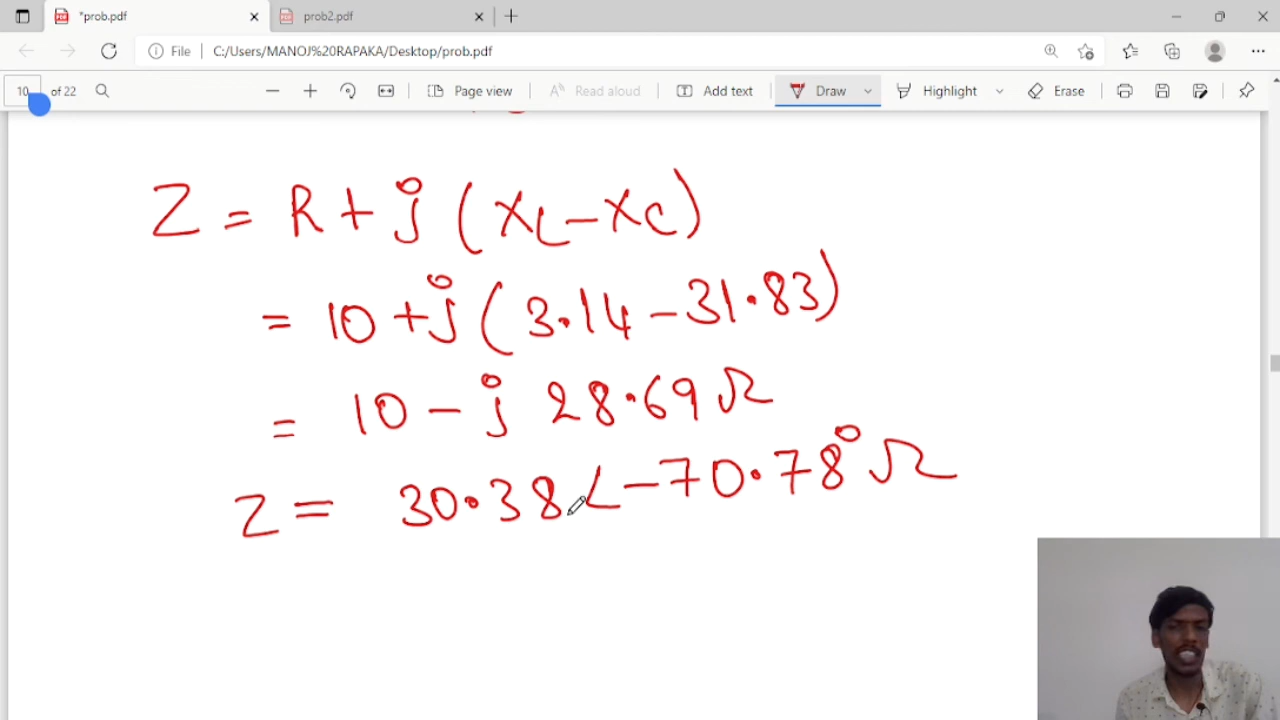 *prob.pdf
prob2.pdf
File
C:/Users/MANOJ%20RAPAKA/Desktop/prob.pdf
10 of 22
Page view
Read aloud
Add text
Draw
Highlight
Erase
Z = R + j (XL - XC)
= 10 + j (3.14 - 31.83)
= 10 - j 28.69 Ω
Z = 30.38 ∠-70.78° Ω